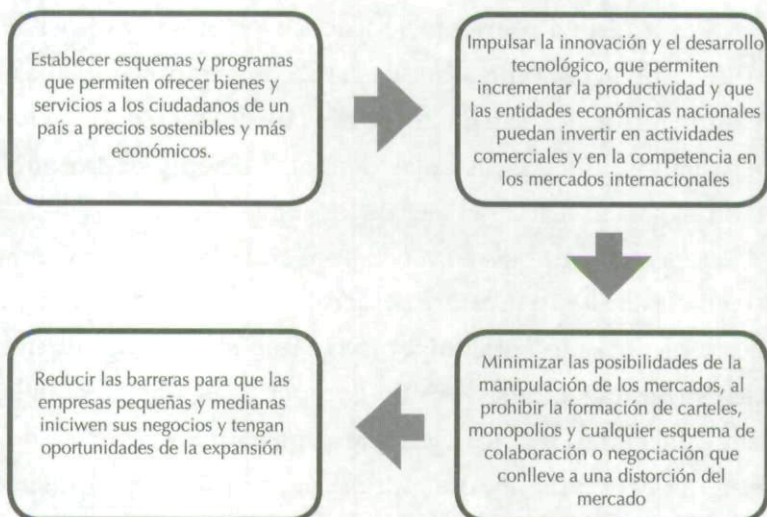 Establecer esquemas y programas
que permiten ofrecer bienes y
servicios a los ciudadanos de un
país a precios sostenibles y más
económicos.
Impulsar la innovación y el desarrollo
tecnológico, que permiten
incrementar la productividad y que
las entidades económicas nacionales
puedan invertir en actividades
comerciales y en la competencia en
los mercados internacionales
Minimizar las posibilidades de la
manipulación de los mercados, al
prohibir la formación de carteles,
monopolios y cualquier esquema de
colaboración o negociación que
conlleve a una distorción del
mercado
Reducir las barreras para que las
empresas pequeñas y medianas
iniciwen sus negocios y tengan
oportunidades de la expansión